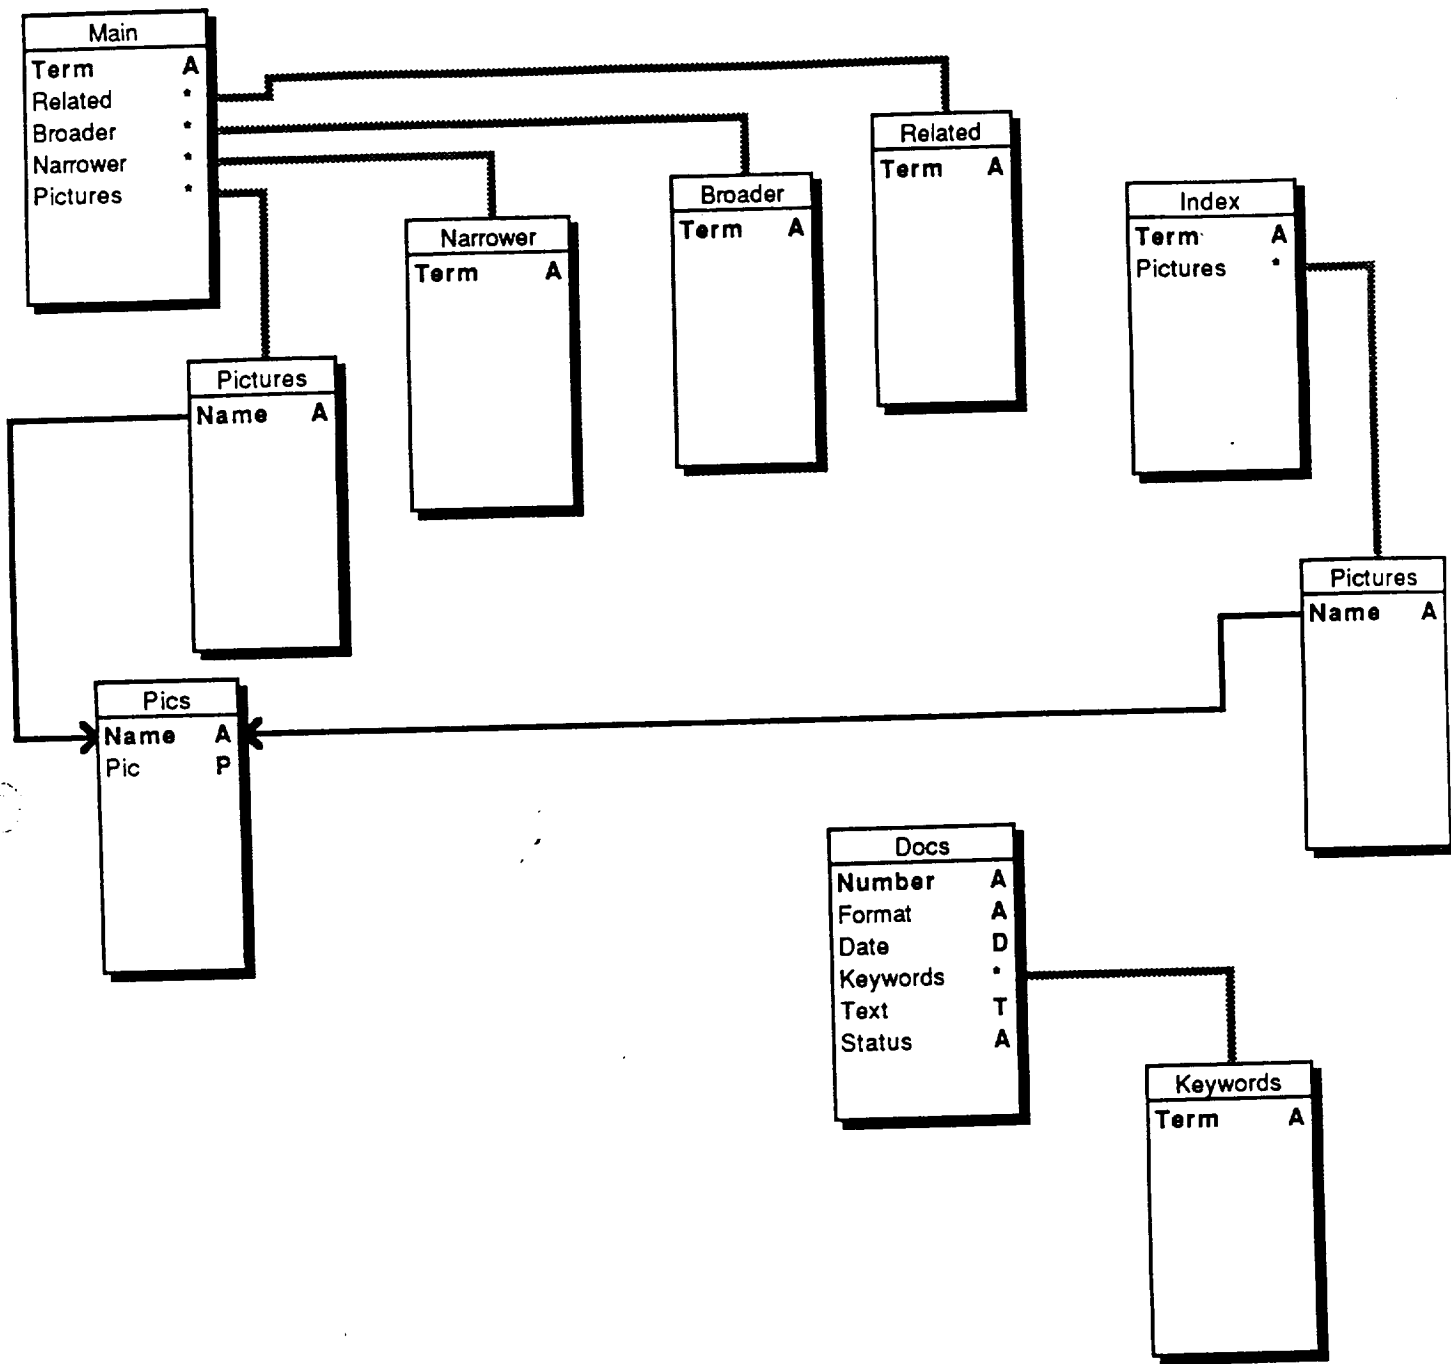 Main
Term A
Related *
Broader *
Narrower *
Pictures *
Related
Term A
Broader
Term A
Narrower
Term A
Index
Term A
Pictures *
Pictures
Name A
Pictures
Name A
Pics
Name A
Pic P
Docs
Number A
Format A
Date D
Keywords *
Text T
Status A
Keywords
Term A